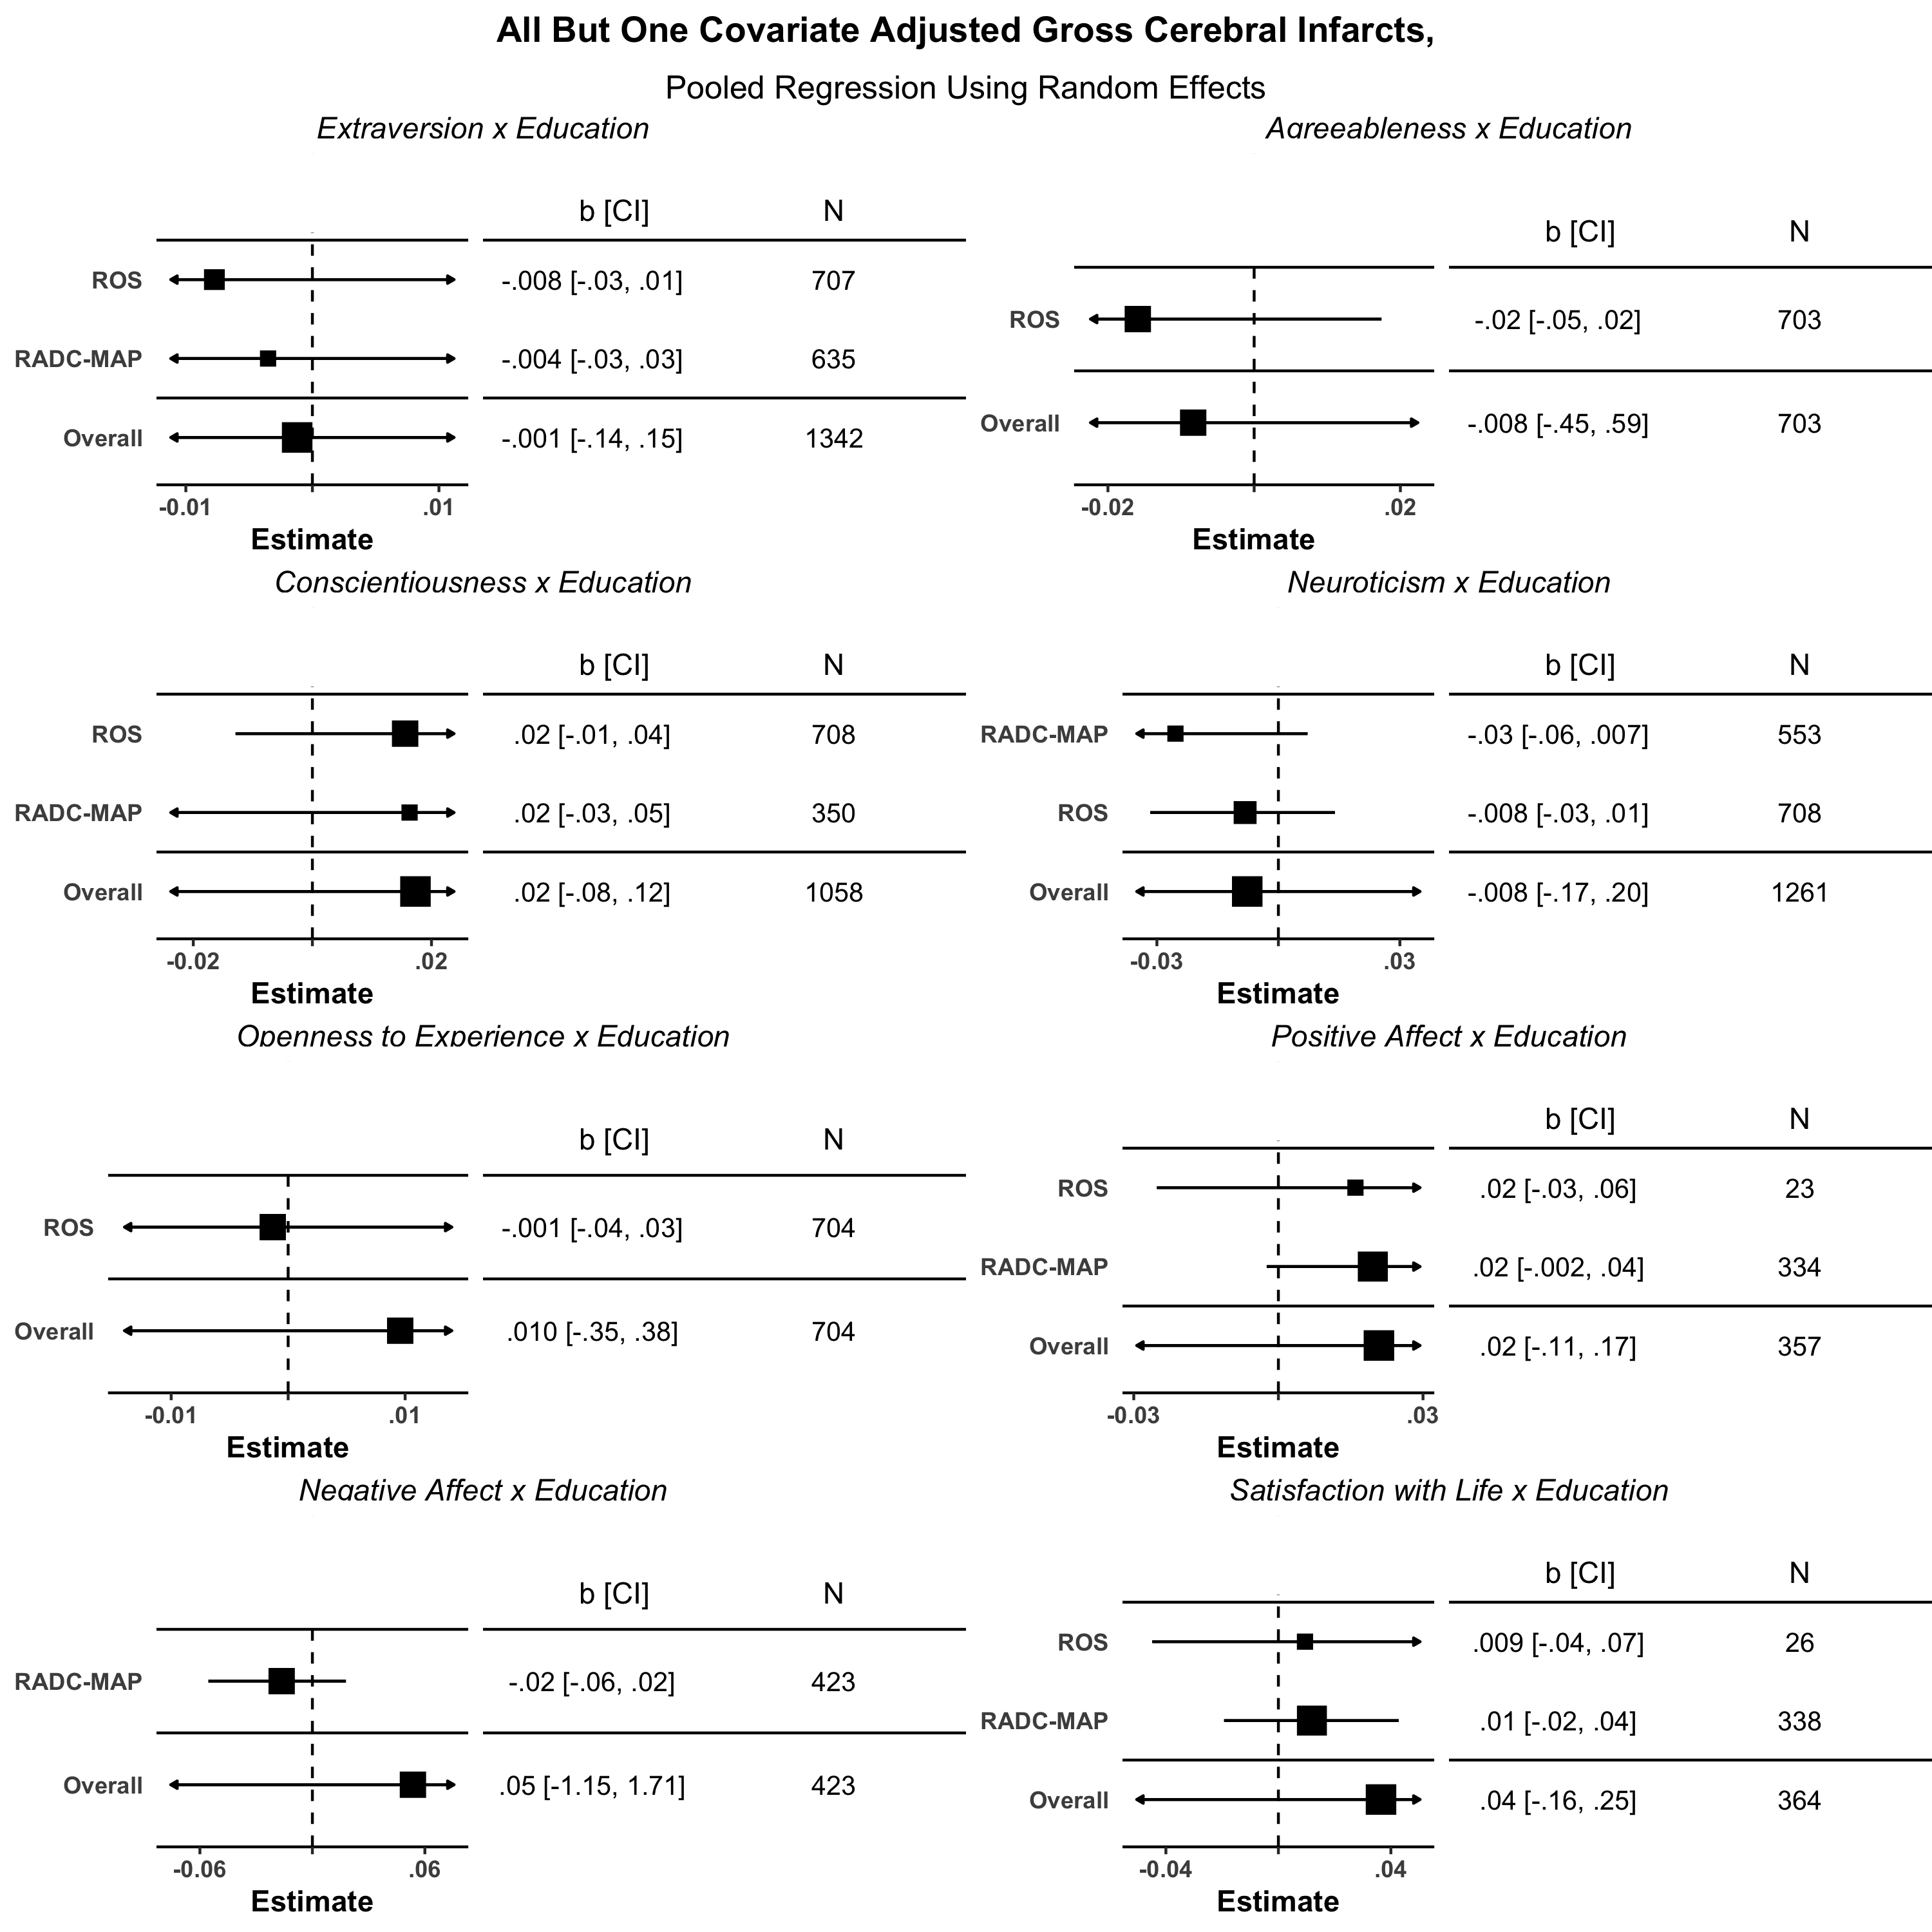 All But One Covariate Adjusted Gross Cerebral Infarcts,
Pooled Regression Using Random Effects
Extraversion x Education
b [CI] N
ROS -.008 [-.03, .01] 707
RADC-MAP -.004 [-.03, .03] 635
Overall -.001 [-.14, .15] 1342
-0.01 .01
Estimate
Agreeableness x Education
b [CI] N
ROS -.02 [-.05, .02] 703
Overall -.008 [-.45, .59] 703
-0.02 .02
Estimate
Conscientiousness x Education
b [CI] N
ROS .02 [-.01, .04] 708
RADC-MAP .02 [-.03, .05] 350
Overall .02 [-.08, .12] 1058
-0.02 .02
Estimate
Neuroticism x Education
b [CI] N
RADC-MAP -.03 [-.06, .007] 553
ROS -.008 [-.03, .01] 708
Overall -.008 [-.17, .20] 1261
-0.03 .03
Estimate
Openness to Experience x Education
b [CI] N
ROS -.001 [-.04, .03] 704
Overall .010 [-.35, .38] 704
-0.01 .01
Estimate
Positive Affect x Education
b [CI] N
ROS .02 [-.03, .06] 23
RADC-MAP .02 [-.002, .04] 334
Overall .02 [-.11, .17] 357
-0.03 .03
Estimate
Negative Affect x Education
b [CI] N
RADC-MAP -.02 [-.06, .02] 423
Overall .05 [-1.15, 1.71] 423
-0.06 .06
Estimate
Satisfaction with Life x Education
b [CI] N
ROS .009 [-.04, .07] 26
RADC-MAP .01 [-.02, .04] 338
Overall .04 [-.16, .25] 364
-0.04 .04
Estimate